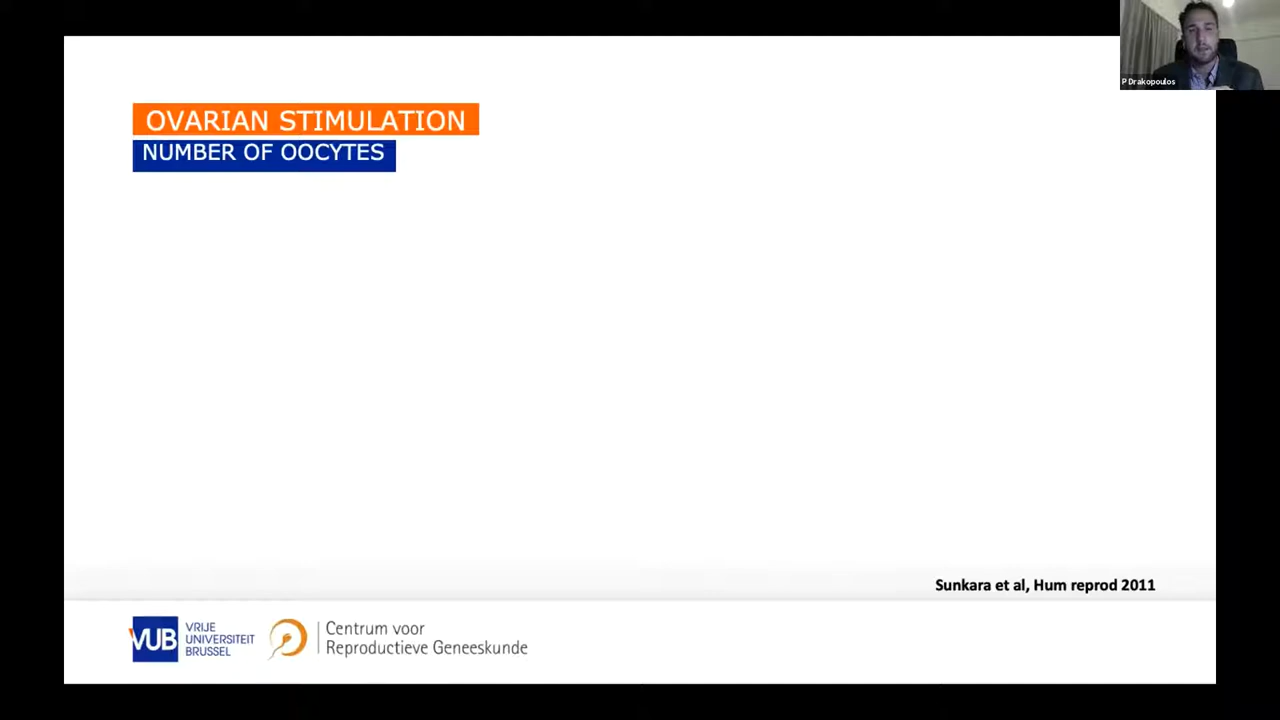 P Drakopoulos
OVARIAN STIMULATION
NUMBER OF OOCYTES
Sunkara et al, Hum reprod 2011
VUB
VRIJE
UNIVERSITEIT
BRUSSEL
Centrum voor
Reproductieve Geneeskunde